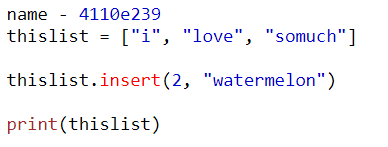 name - 4110e239
thislist = ["i", "love", "somuch"]
thislist.insert(2, "watermelon")
print(thislist)